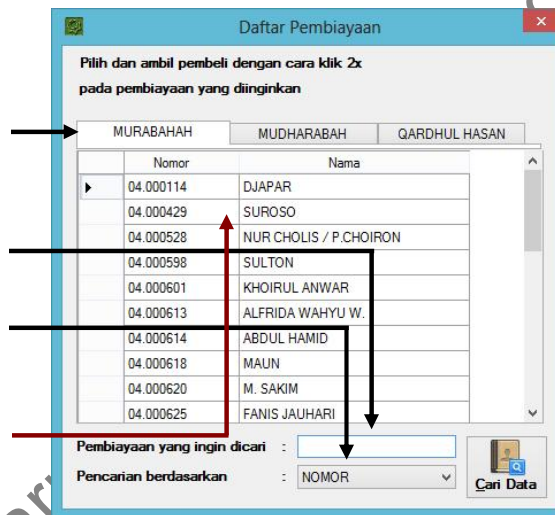 Daftar Pembiayaan
Pilih dan ambil pembeli dengan cara klik 2x
pada pembiayaan yang diinginkan
MURABAHAH MUDHARABAH QARDHUL HASAN
Nomor Nama
04.000114 DJAPAR
04.000429 SUROSO
04.000528 NUR CHOLIS / P.CHOIRON
04.000598 SULTON
04.000601 KHOIRUL ANWAR
04.000613 ALFRIDA WAHYU W.
04.000614 ABDUL HAMID
04.000618 MAUN
04.000620 M. SAKIM
04.000625 FANIS JAUHARI
Pembiayaan yang ingin dicari :
Pencarian berdasarkan : NOMOR
Cari Data